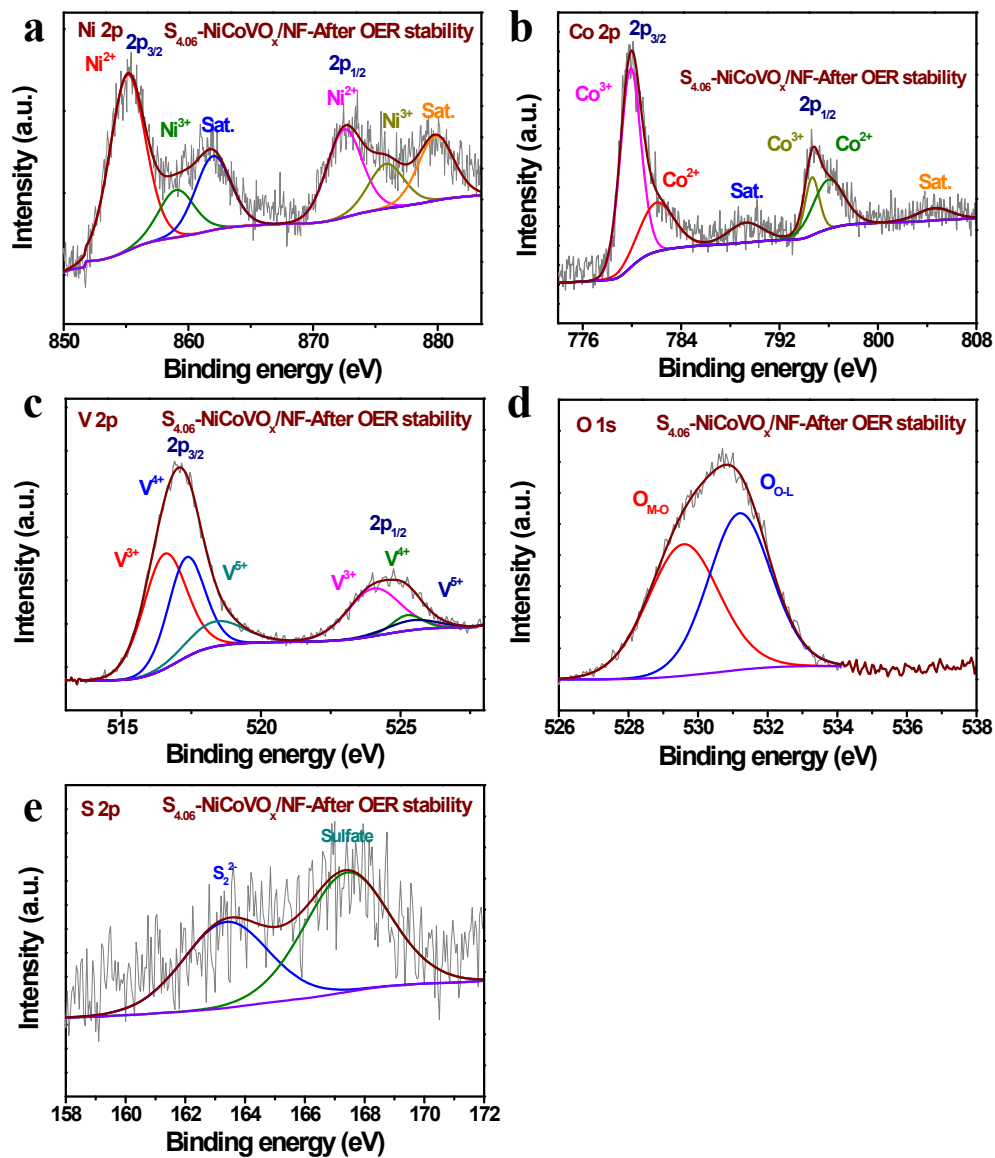 a
Ni 2p
S4.06-NiCoVOx/NF-After OER stability
2p3/2
Ni2+
Ni3+
Sat.
2p1/2
Ni2+
Ni3+
Sat.
Intensity (a.u.)
850 860 870 880
Binding energy (eV)
b
Co 2p
2p3/2
S4.06-NiCoVOx/NF-After OER stability
Co3+
Co2+
Sat.
2p1/2
Co3+
Co2+
Sat.
Intensity (a.u.)
776 784 792 800 808
Binding energy (eV)
c
V 2p
S4.06-NiCoVOx/NF-After OER stability
2p3/2
V4+
V3+
V5+
2p1/2
V4+
V3+
V5+
Intensity (a.u.)
515 520 525
Binding energy (eV)
d
O 1s
S4.06-NiCoVOx/NF-After OER stability
OM-O
OO-L
Intensity (a.u.)
526 528 530 532 534 536 538
Binding energy (eV)
e
S 2p
S4.06-NiCoVOx/NF-After OER stability
Sulfate
S22-
Intensity (a.u.)
158 160 162 164 166 168 170 172
Binding energy (eV)